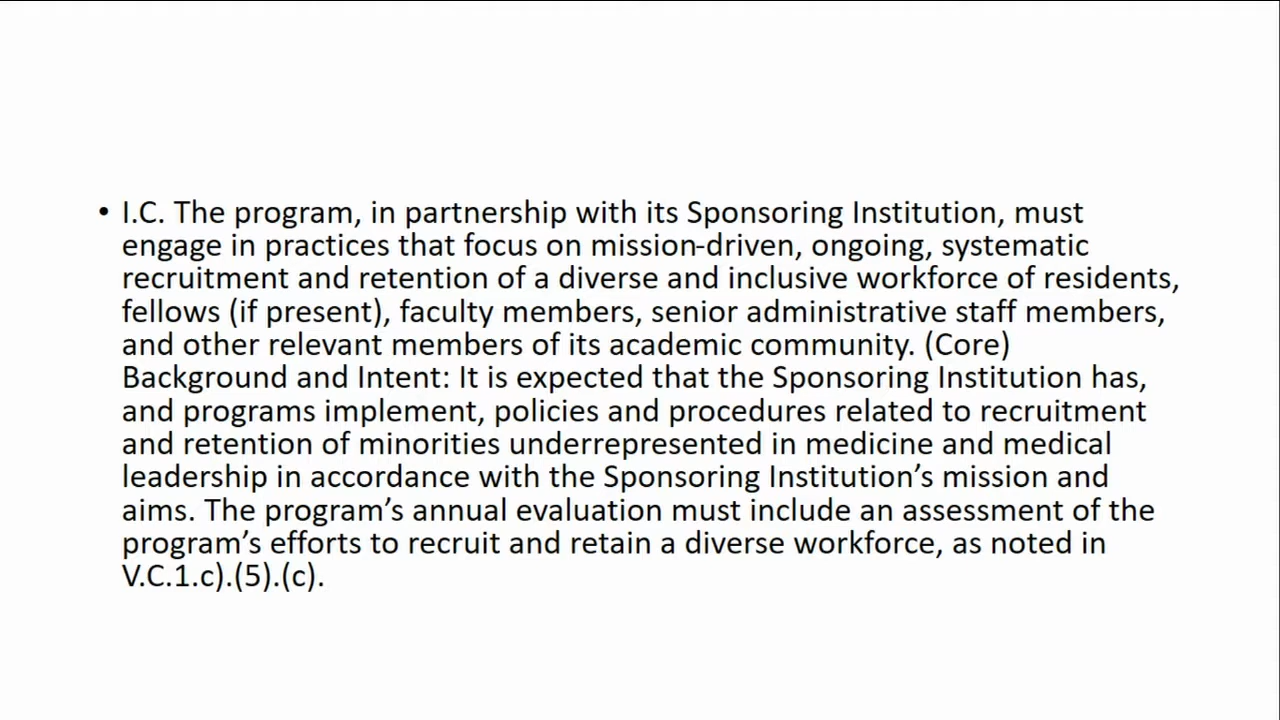 • I.C. The program, in partnership with its Sponsoring Institution, must
engage in practices that focus on mission-driven, ongoing, systematic
recruitment and retention of a diverse and inclusive workforce of residents,
fellows (if present), faculty members, senior administrative staff members,
and other relevant members of its academic community. (Core)
Background and Intent: It is expected that the Sponsoring Institution has,
and programs implement, policies and procedures related to recruitment
and retention of minorities underrepresented in medicine and medical
leadership in accordance with the Sponsoring Institution’s mission and
aims. The program’s annual evaluation must include an assessment of the
program’s efforts to recruit and retain a diverse workforce, as noted in
V.C.1.c).(5).(c).